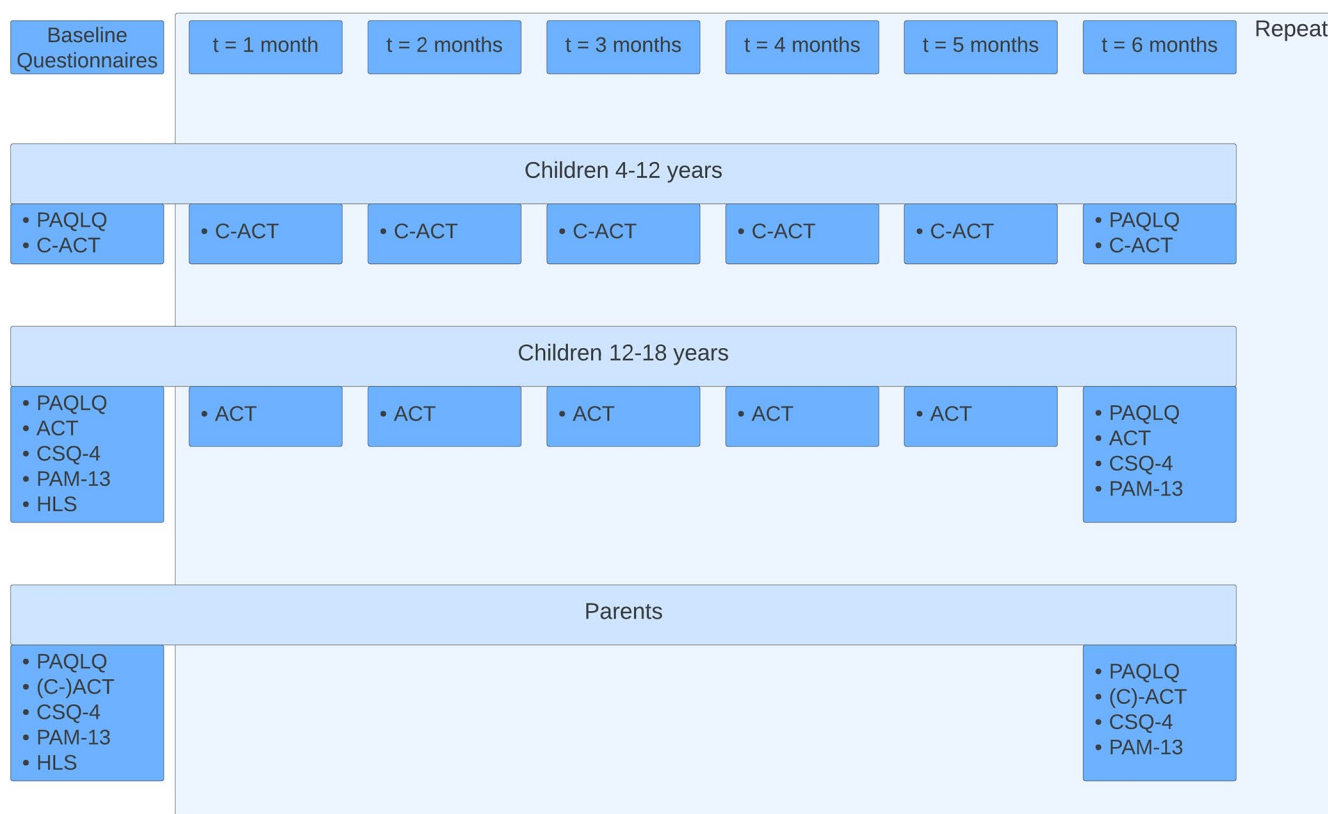 Baseline
Questionnaires
t = 1 month
t = 2 months
t = 3 months
t = 4 months
t = 5 months
t = 6 months
Repeat
Children 4-12 years
• PAQLQ
• C-ACT
• C-ACT
• C-ACT
• C-ACT
• C-ACT
• C-ACT
• PAQLQ
• C-ACT
Children 12-18 years
• PAQLQ
• ACT
• CSQ-4
• PAM-13
• HLS
• ACT
• ACT
• ACT
• ACT
• ACT
• PAQLQ
• ACT
• CSQ-4
• PAM-13
Parents
• PAQLQ
• (C-)ACT
• CSQ-4
• PAM-13
• HLS
• PAQLQ
• (C)-ACT
• CSQ-4
• PAM-13